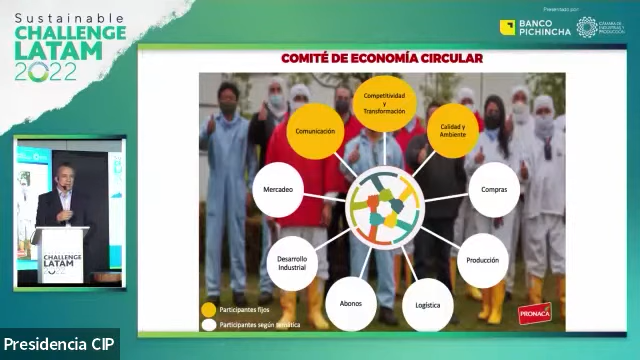 Sustainable
CHALLENGE
LATAM
2022
Presentado por:
BANCO
PICHINCHA
CÁMARA DE
INDUSTRIAS Y
PRODUCCIÓN
COMITÉ DE ECONOMÍA CIRCULAR
Competitividad
y
Transformación
Comunicación
Calidad y
Ambiente
Mercadeo
Compras
Desarrollo
Industrial
Producción
Abonos
Logística
Participantes fijos
Participantes según temática
PRONACA
CHALLENGE
LATAM
2022
Presidencia CIP